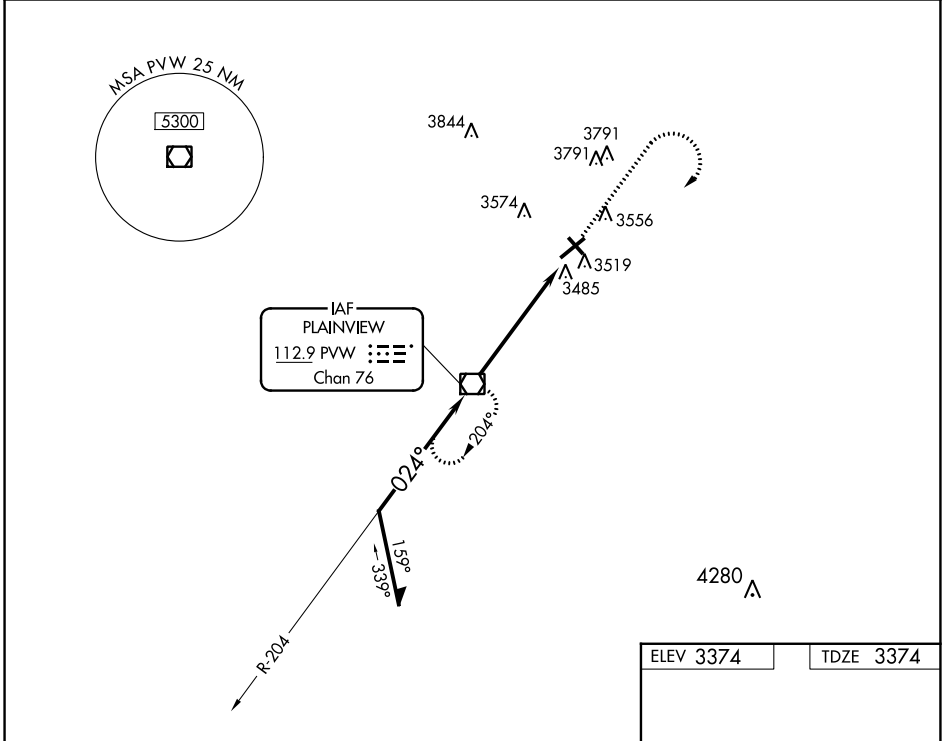 MSA PVW 25 NM
5300
3844
3791
3791
3574
3556
3519
3485
IAF
PLAINVIEW
112.9 PVW
Chan 76
204°
024°
159°
339°
R-204
4280
ELEV 3374
TDZE 3374